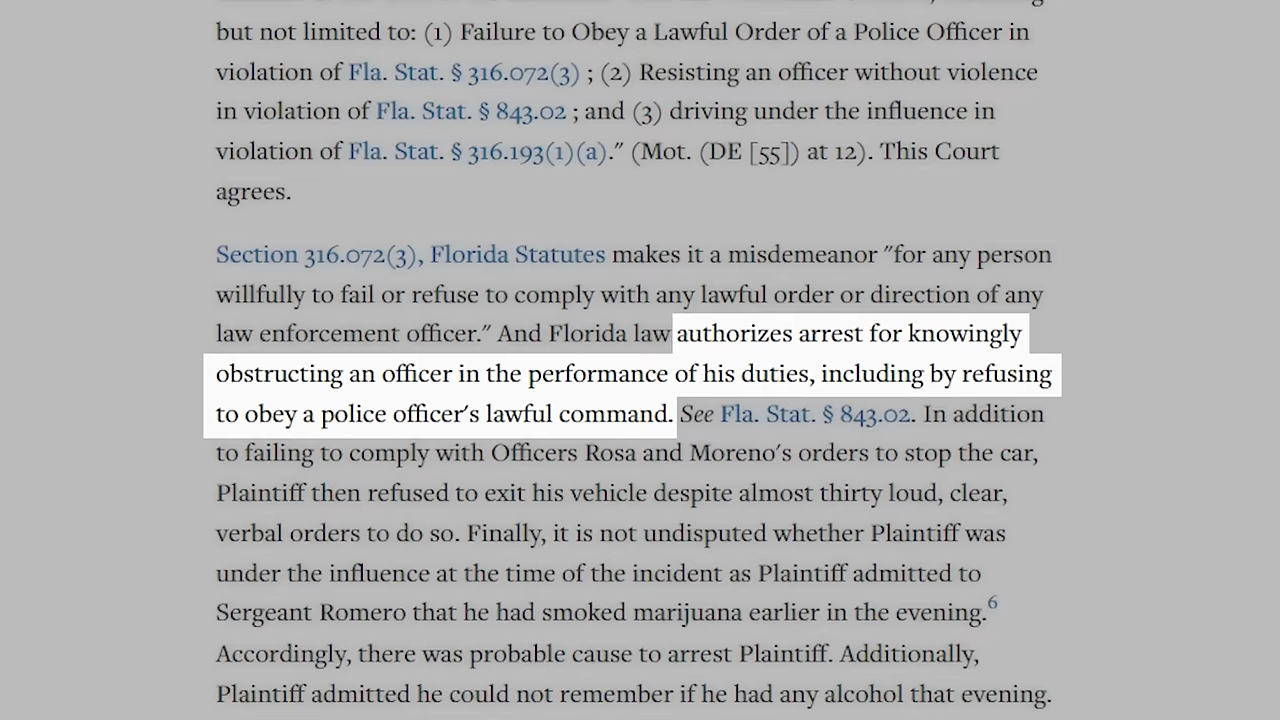 but not limited to: (1) Failure to Obey a Lawful Order of a Police Officer in
violation of Fla. Stat. § 316.072(3) ; (2) Resisting an officer without violence
in violation of Fla. Stat. § 843.02 ; and (3) driving under the influence in
violation of Fla. Stat. § 316.193(1)(a)." (Mot. (DE [55]) at 12). This Court
agrees.
Section 316.072(3), Florida Statutes makes it a misdemeanor "for any person
willfully to fail or refuse to comply with any lawful order or direction of any
law enforcement officer." And Florida law authorizes arrest for knowingly
obstructing an officer in the performance of his duties, including by refusing
to obey a police officer's lawful command. See Fla. Stat. § 843.02. In addition
to failing to comply with Officers Rosa and Moreno's orders to stop the car,
Plaintiff then refused to exit his vehicle despite almost thirty loud, clear,
verbal orders to do so. Finally, it is not undisputed whether Plaintiff was
under the influence at the time of the incident as Plaintiff admitted to
Sergeant Romero that he had smoked marijuana earlier in the evening.6
Accordingly, there was probable cause to arrest Plaintiff. Additionally,
Plaintiff admitted he could not remember if he had any alcohol that evening.